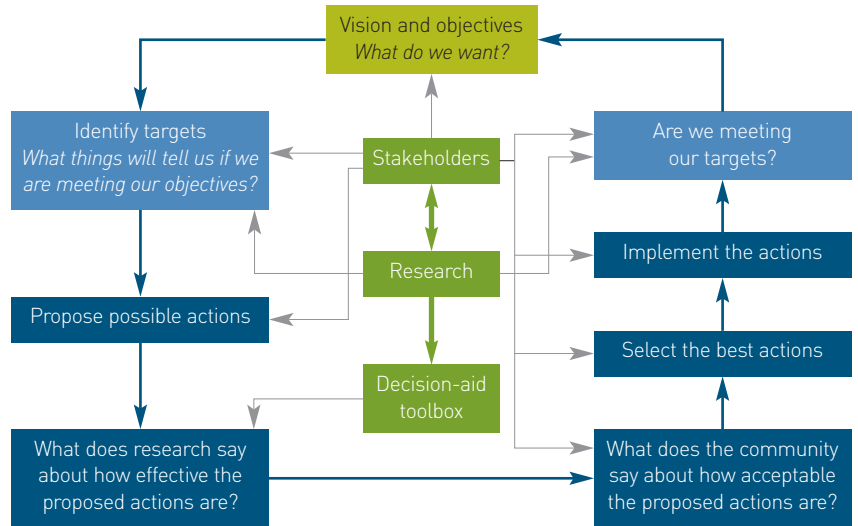 Vision and objectives
What do we want?
Identify targets
What things will tell us if we
are meeting our objectives?
Stakeholders
Are we meeting
our targets?
Research
Implement the actions
Propose possible actions
Select the best actions
Decision-aid
toolbox
What does research say
about how effective the
proposed actions are?
What does the community
say about how acceptable
the proposed actions are?